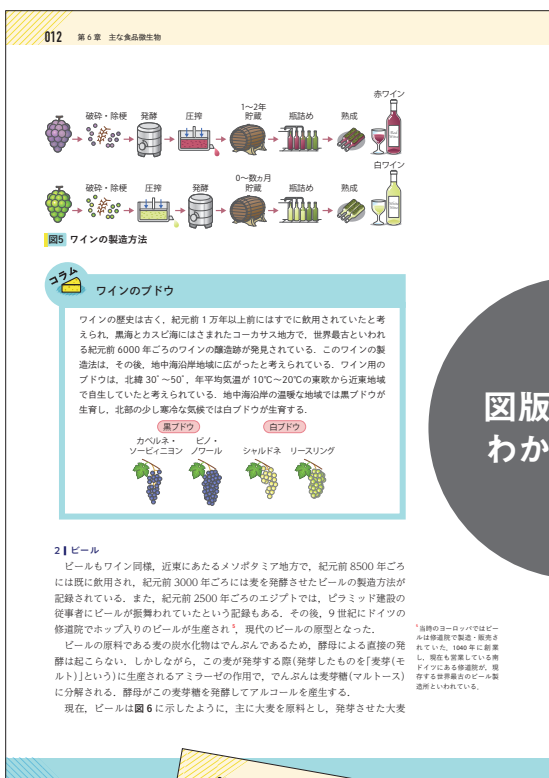 012 第6章 主な食品微生物
赤ワイン
破砕・除梗 発酵 圧搾 1〜2年 貯蔵 瓶詰め 熟成
白ワイン
破砕・除梗 圧搾 発酵 0〜数ヵ月 貯蔵 瓶詰め 熟成
図5 ワインの製造方法
コラム
ワインのブドウ
ワインの歴史は古く，紀元前1万年以上前にはすでに飲用されていたと考
えられ，黒海とカスピ海にはさまれたコーカサス地方で，世界最古といわれ
る紀元前6000年ごろのワインの醸造跡が発見されている．このワインの製
造法は，その後，地中海沿岸地域に広がったと考えられている．ワイン用の
ブドウは，北緯30°〜50°，年平均気温が10℃〜20℃の東欧から近東地域
で自生していたと考えられている．地中海沿岸の温暖な地域では黒ブドウが
生育し，北部の少し寒冷な気候では白ブドウが生育する．
黒ブドウ 白ブドウ
カベルネ・ソービィニヨン ピノ・ノワール シャルドネ リースリング
図版
わか
2 ビール
ビールもワイン同様，近東にあたるメソポタミア地方で，紀元前8500年ごろ
には既に飲用され，紀元前3000年ごろには麦を発酵させたビールの製造方法が
記録されている．また，紀元前2500年ごろのエジプトでは，ピラミッド建設の
従事者にビールが振舞われていたという記録もある．その後，9世紀にドイツの
修道院でホップ入りのビールが生産され，現代のビールの原型となった．
ビールの原料である麦の炭水化物はでんぷんであるため，酵母による直接の発
酵は起こらない．しかしながら，この麦が発芽する際（発芽したものを「麦芽（モ
ルト）」という）に生産されるアミラーゼの作用で，でんぷんは麦芽糖（マルトース）
に分解される．酵母がこの麦芽糖を発酵してアルコールを産生する．
現在，ビールは図6に示したように，主に大麦を原料とし，発芽させた大麦
当時のヨーロッパではビー
ルは修道院で製造・販売さ
れていた．1040年に創業
し，現在も営業している南
ドイツにある修道院が，現
存する世界最古のビール製
造所といわれている．